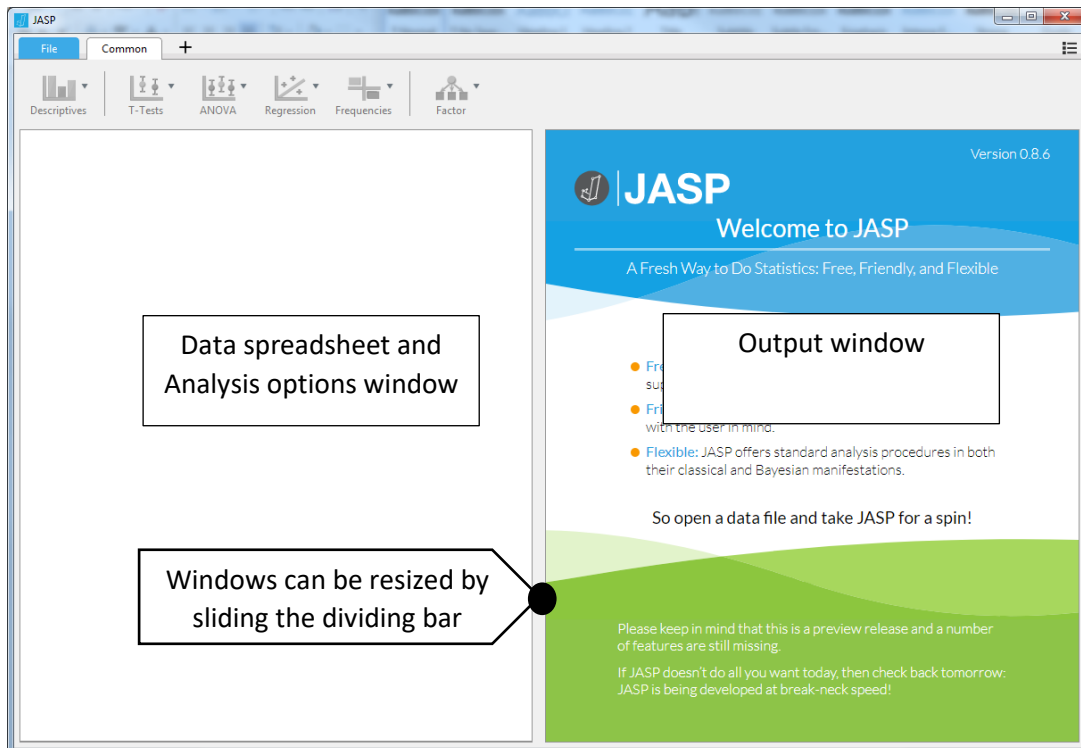 JASP
File Common +
Descriptives T-Tests ANOVA Regression Frequencies Factor
Version 0.8.6
JASP
Welcome to JASP
A Fresh Way to Do Statistics: Free, Friendly, and Flexible
Data spreadsheet and
Analysis options window
Output window
with the user in mind.
Flexible: JASP offers standard analysis procedures in both
their classical and Bayesian manifestations.
So open a data file and take JASP for a spin!
Windows can be resized by
sliding the dividing bar
Please keep in mind that this is a preview release and a number
of features are still missing.
If JASP doesn't do all you want today, then check back tomorrow:
JASP is being developed at break-neck speed!